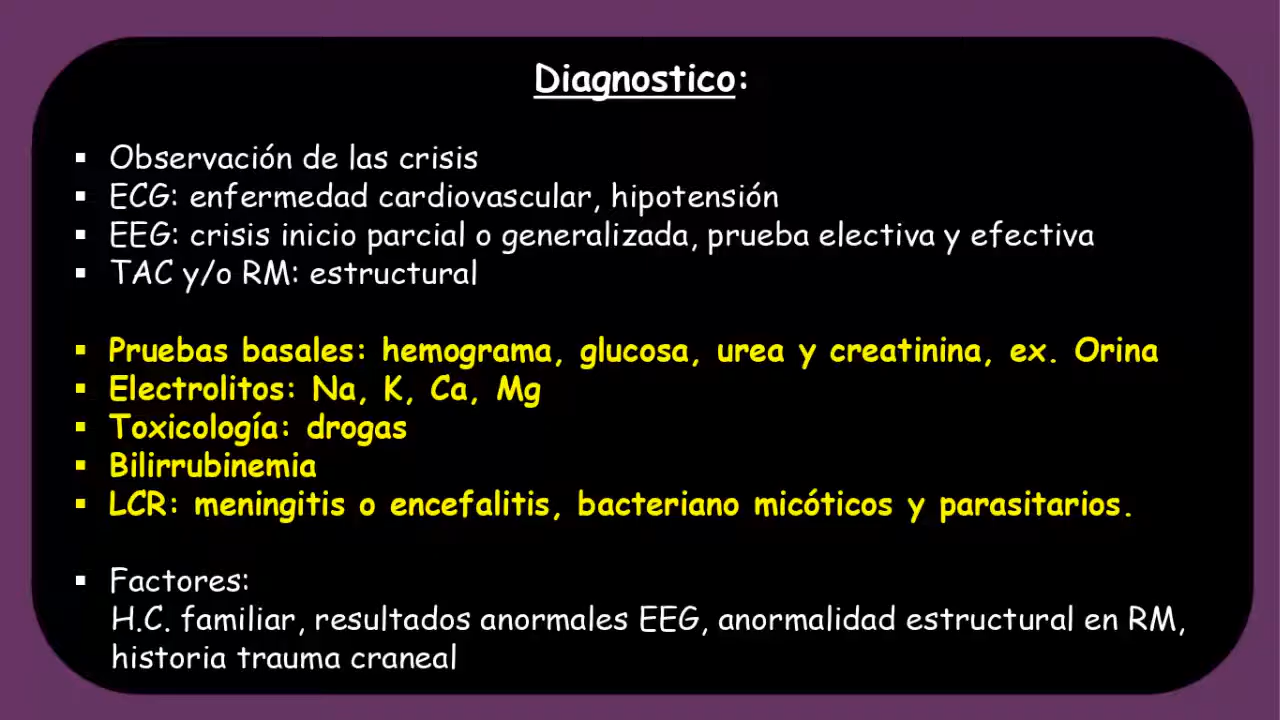 Diagnostico:
▪ Observación de las crisis
▪ ECG: enfermedad cardiovascular, hipotensión
▪ EEG: crisis inicio parcial o generalizada, prueba electiva y efectiva
▪ TAC y/o RM: estructural
▪ Pruebas basales: hemograma, glucosa, urea y creatinina, ex. Orina
▪ Electrolitos: Na, K, Ca, Mg
▪ Toxicología: drogas
▪ Bilirrubinemia
▪ LCR: meningitis o encefalitis, bacteriano micóticos y parasitarios.
▪ Factores:
H.C. familiar, resultados anormales EEG, anormalidad estructural en RM,
historia trauma craneal